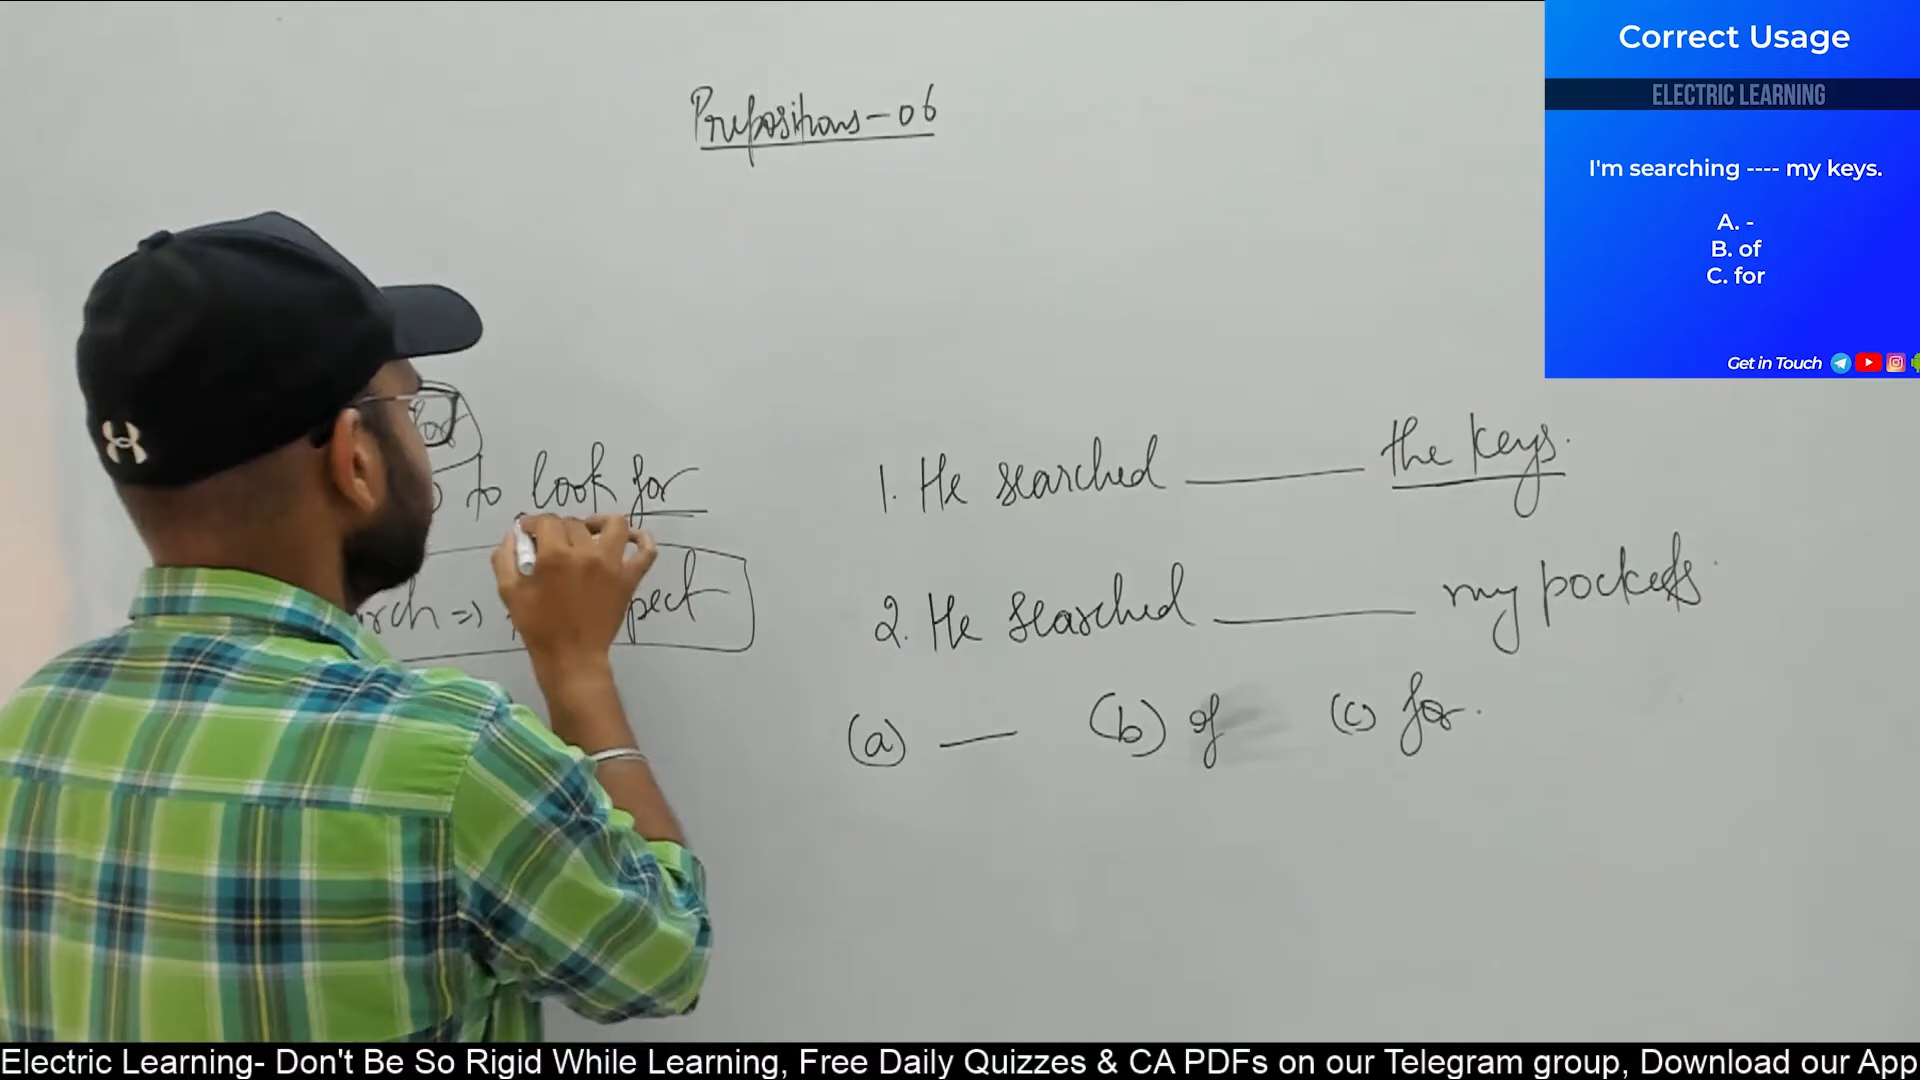 Prepositions-06
Correct Usage
ELECTRIC LEARNING
I'm searching ---- my keys.
A. -
B. of
C. for
Get in Touch
for
to look for
rch => pect
1. He searched ______ the keys.
2. He searched ______ my pockets.
(a) — (b) of (c) for.
Electric Learning- Don't Be So Rigid While Learning, Free Daily Quizzes & CA PDFs on our Telegram group, Download our App